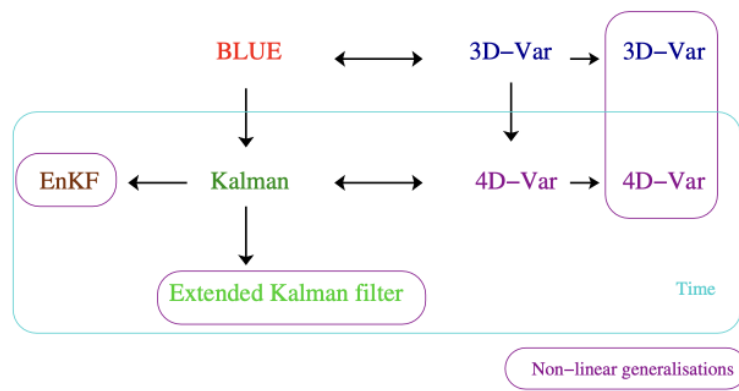 BLUE 3D–Var 3D–Var
EnKF Kalman 4D–Var 4D–Var
Extended Kalman filter
Time
Non–linear generalisations